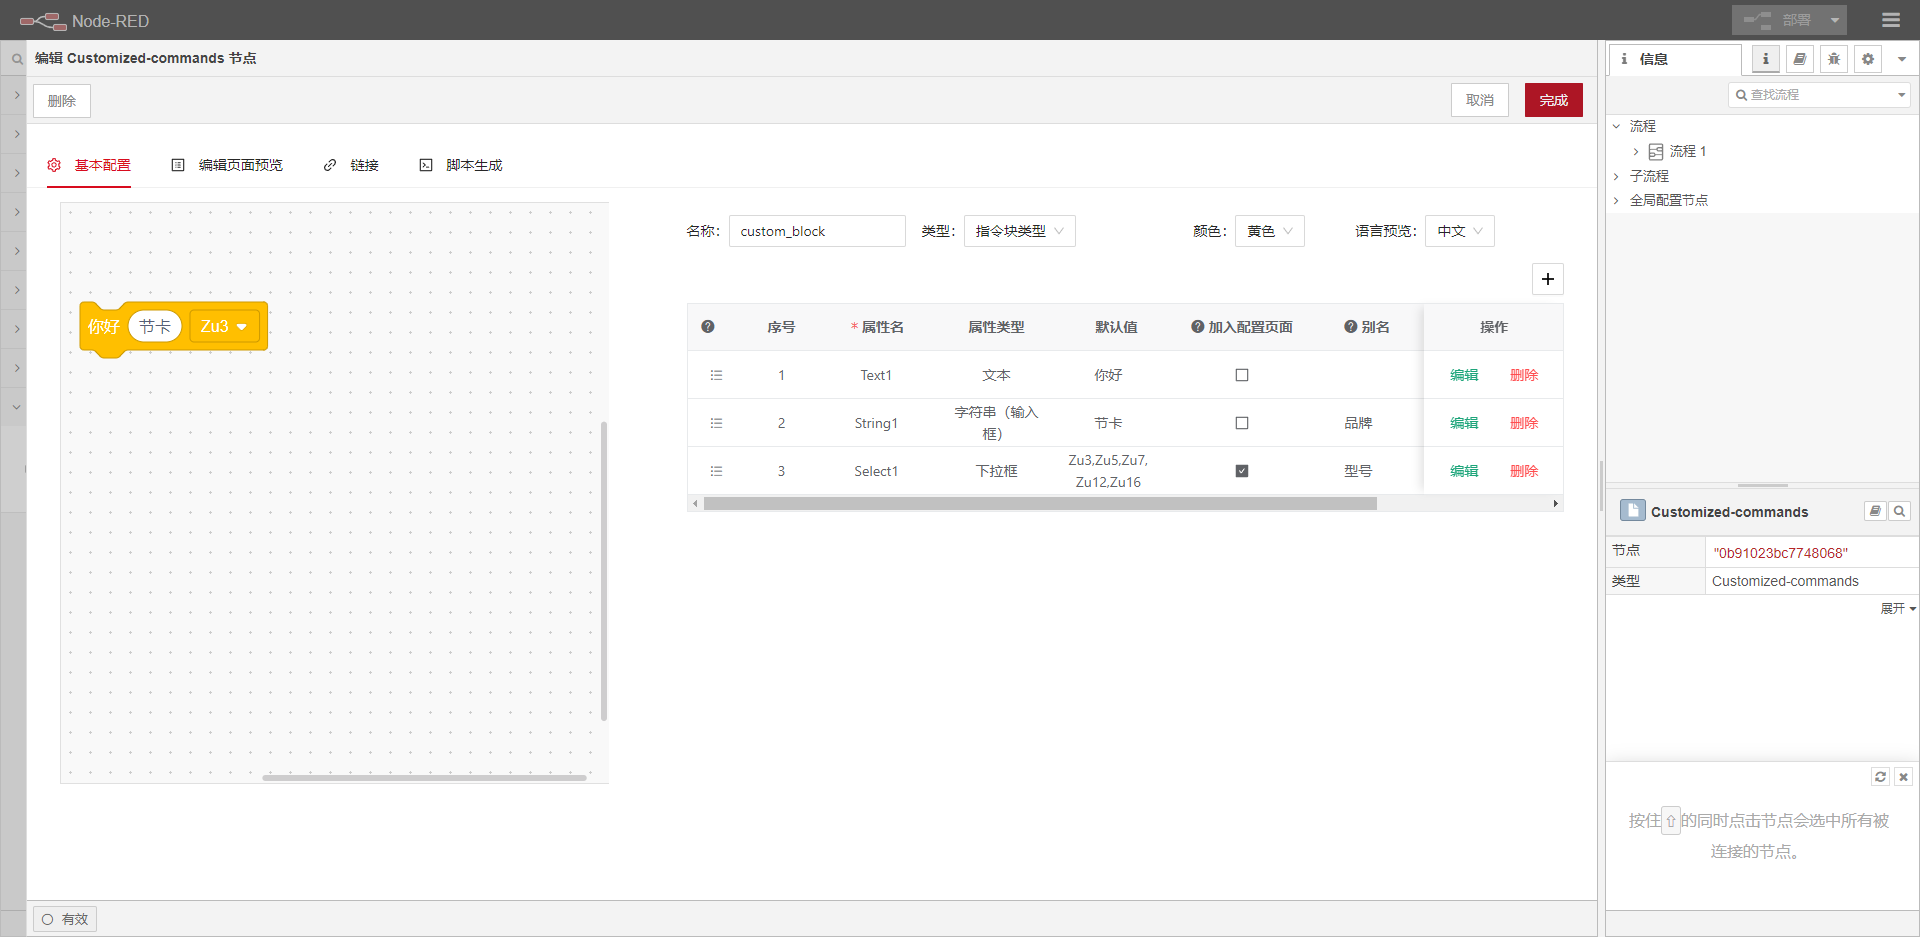 Node-RED
部署
编辑 Customized-commands 节点
删除
取消
完成
基本配置
编辑页面预览
链接
脚本生成
你好 节卡 Zu3
名称: custom_block
类型: 指令块类型
颜色: 黄色
语言预览: 中文
序号 * 属性名 属性类型 默认值 加入配置页面 别名 操作
1 Text1 文本 你好 编辑 删除
2 String1 字符串（输入框） 节卡 品牌 编辑 删除
3 Select1 下拉框 Zu3,Zu5,Zu7,Zu12,Zu16 型号 编辑 删除
有效
信息
查找流程
流程
流程 1
子流程
全局配置节点
Customized-commands
节点 "0b91023bc7748068"
类型 Customized-commands
展开
按住⇧的同时点击节点会选中所有被
连接的节点。